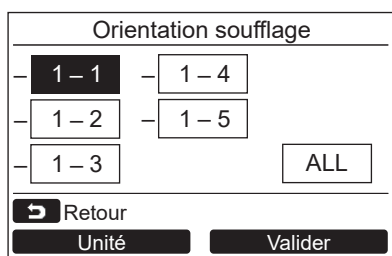 Orientation soufflage
– 1 – 1 – 1 – 4
– 1 – 2 – 1 – 5
– 1 – 3 ALL
Retour
Unité Valider